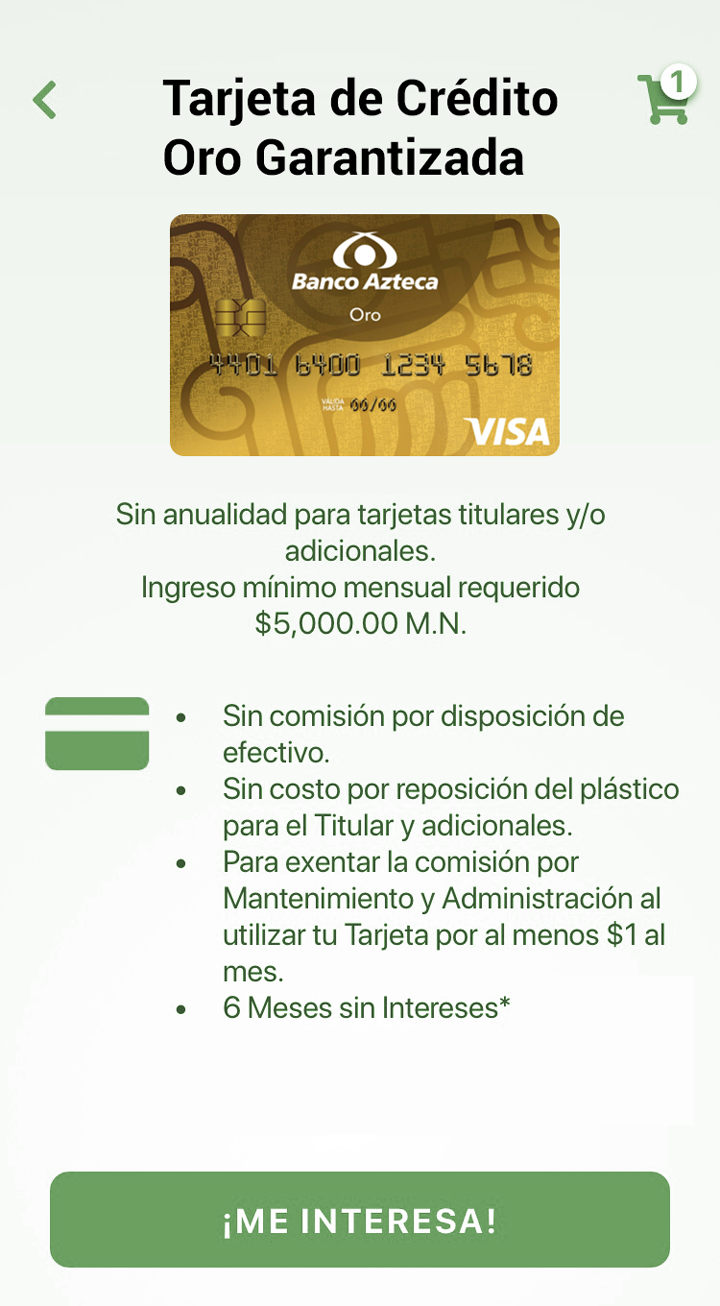 1
Tarjeta de Crédito
Oro Garantizada
Banco Azteca
Oro
4401 6400 1234 5678
VÁLIDA
HASTA 00/00
VISA
Sin anualidad para tarjetas titulares y/o
adicionales.
Ingreso mínimo mensual requerido
$5,000.00 M.N.
• Sin comisión por disposición de
efectivo.
• Sin costo por reposición del plástico
para el Titular y adicionales.
• Para exentar la comisión por
Mantenimiento y Administración al
utilizar tu Tarjeta por al menos $1 al
mes.
• 6 Meses sin Intereses*
¡ME INTERESA!